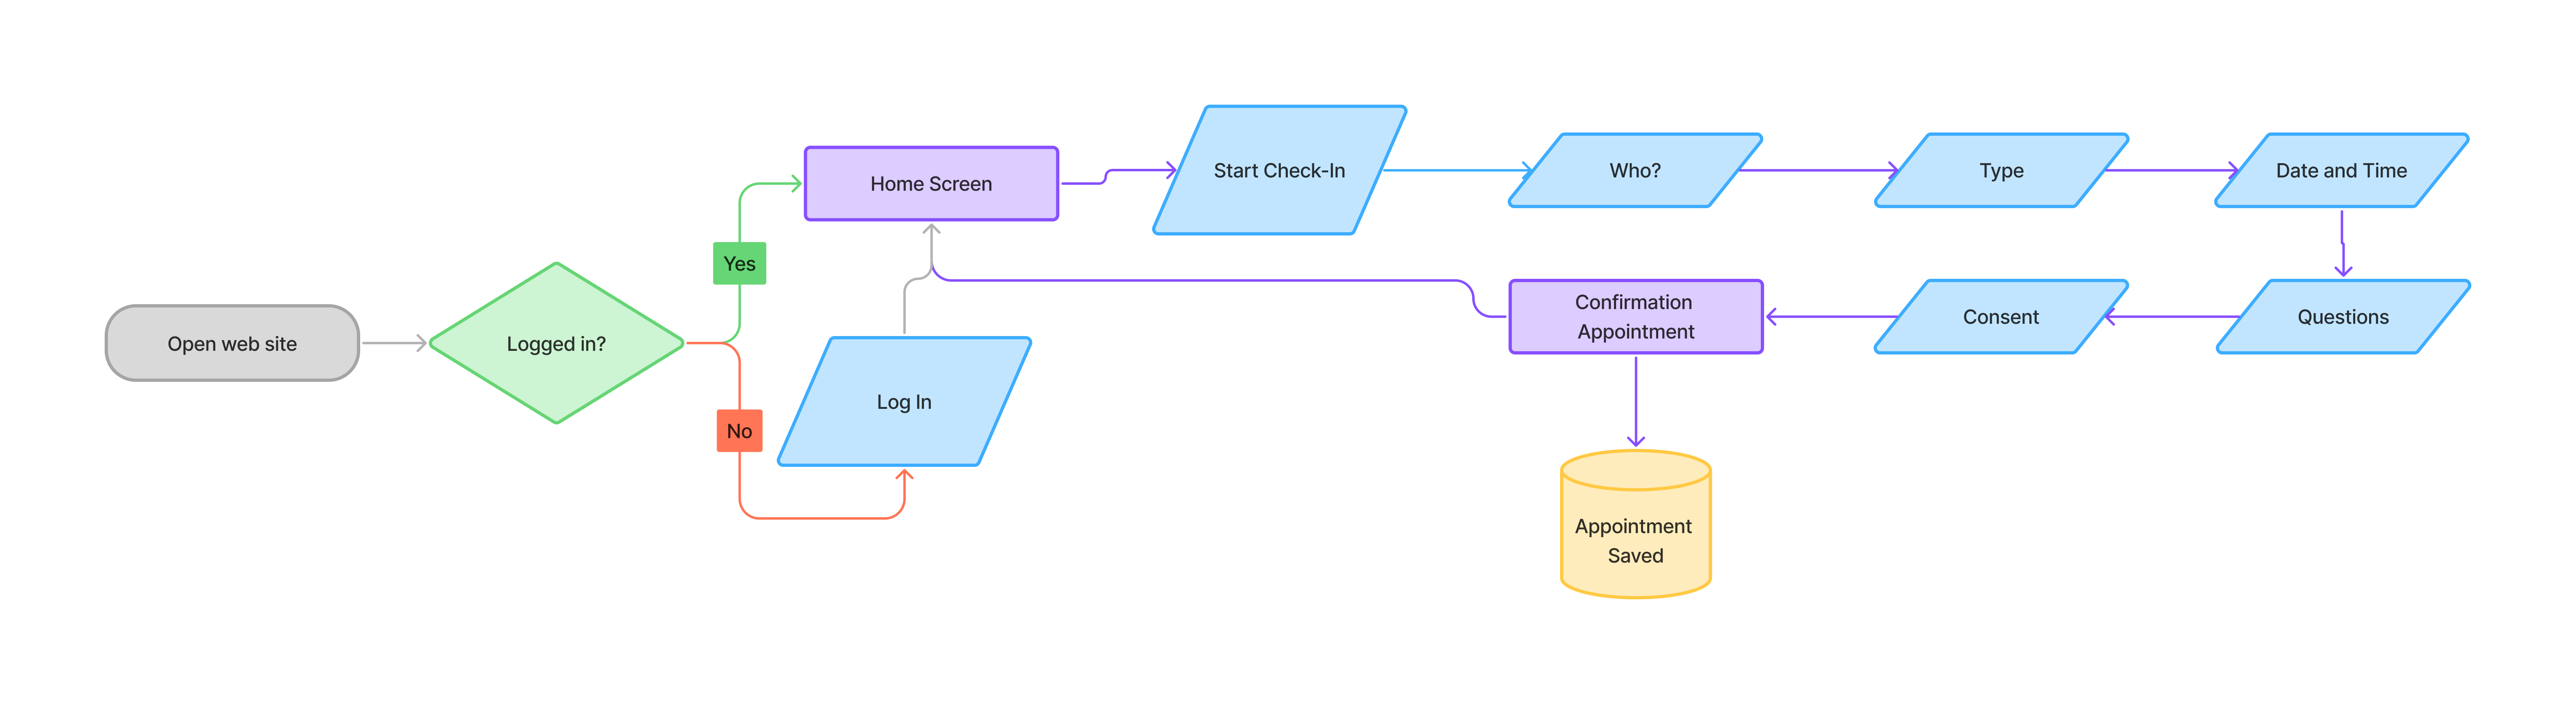 Open web site
Logged in?
Yes
No
Home Screen
Log In
Start Check-In
Who?
Type
Date and Time
Questions
Consent
Confirmation
Appointment
Appointment
Saved